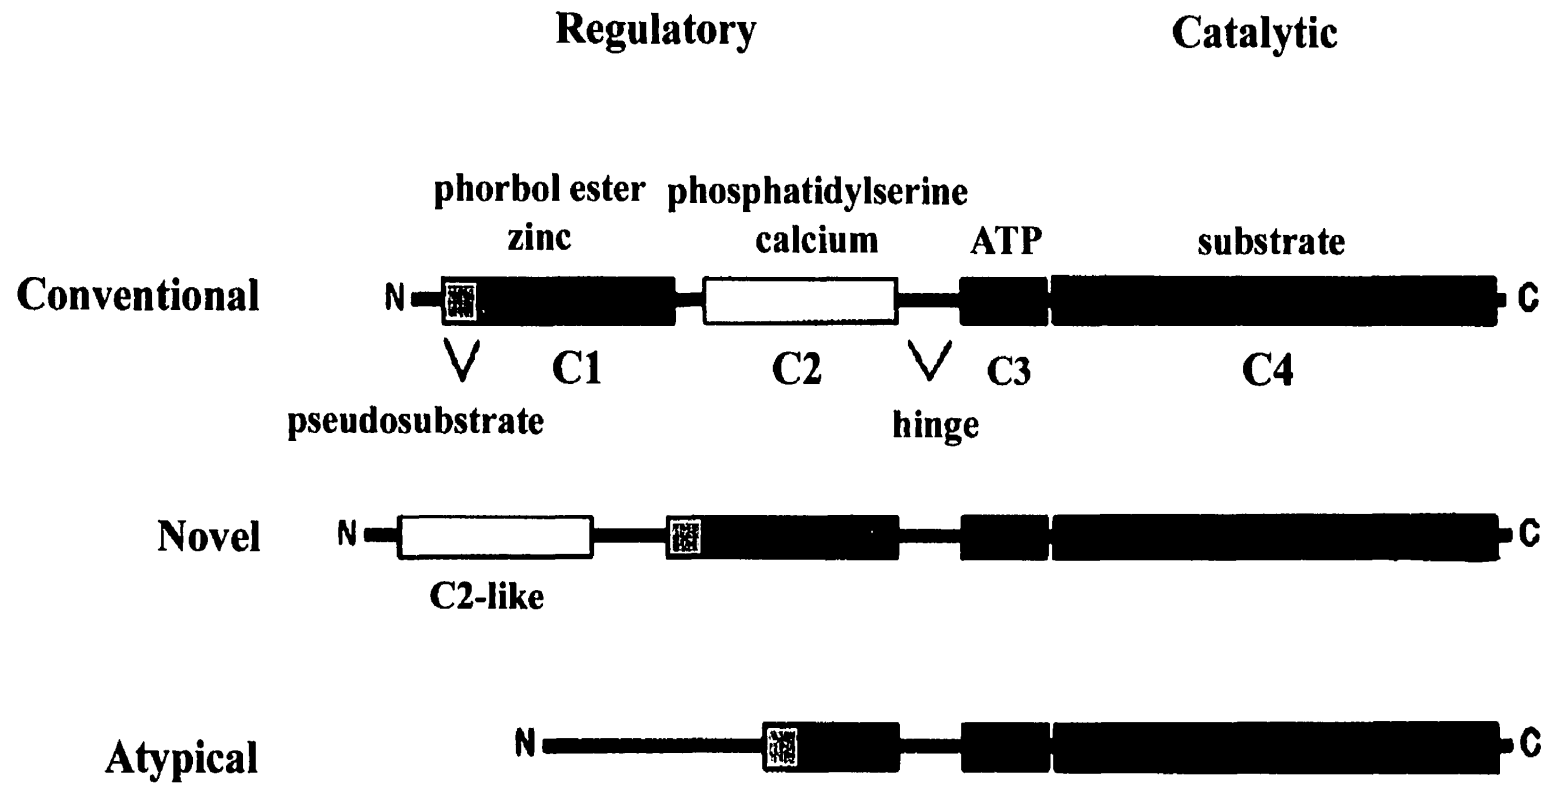 Regulatory Catalytic
phorbol ester phosphatidylserine
zinc calcium ATP substrate
Conventional N C
C1 C2 C3 C4
pseudosubstrate hinge
Novel N C
C2-like
Atypical N C